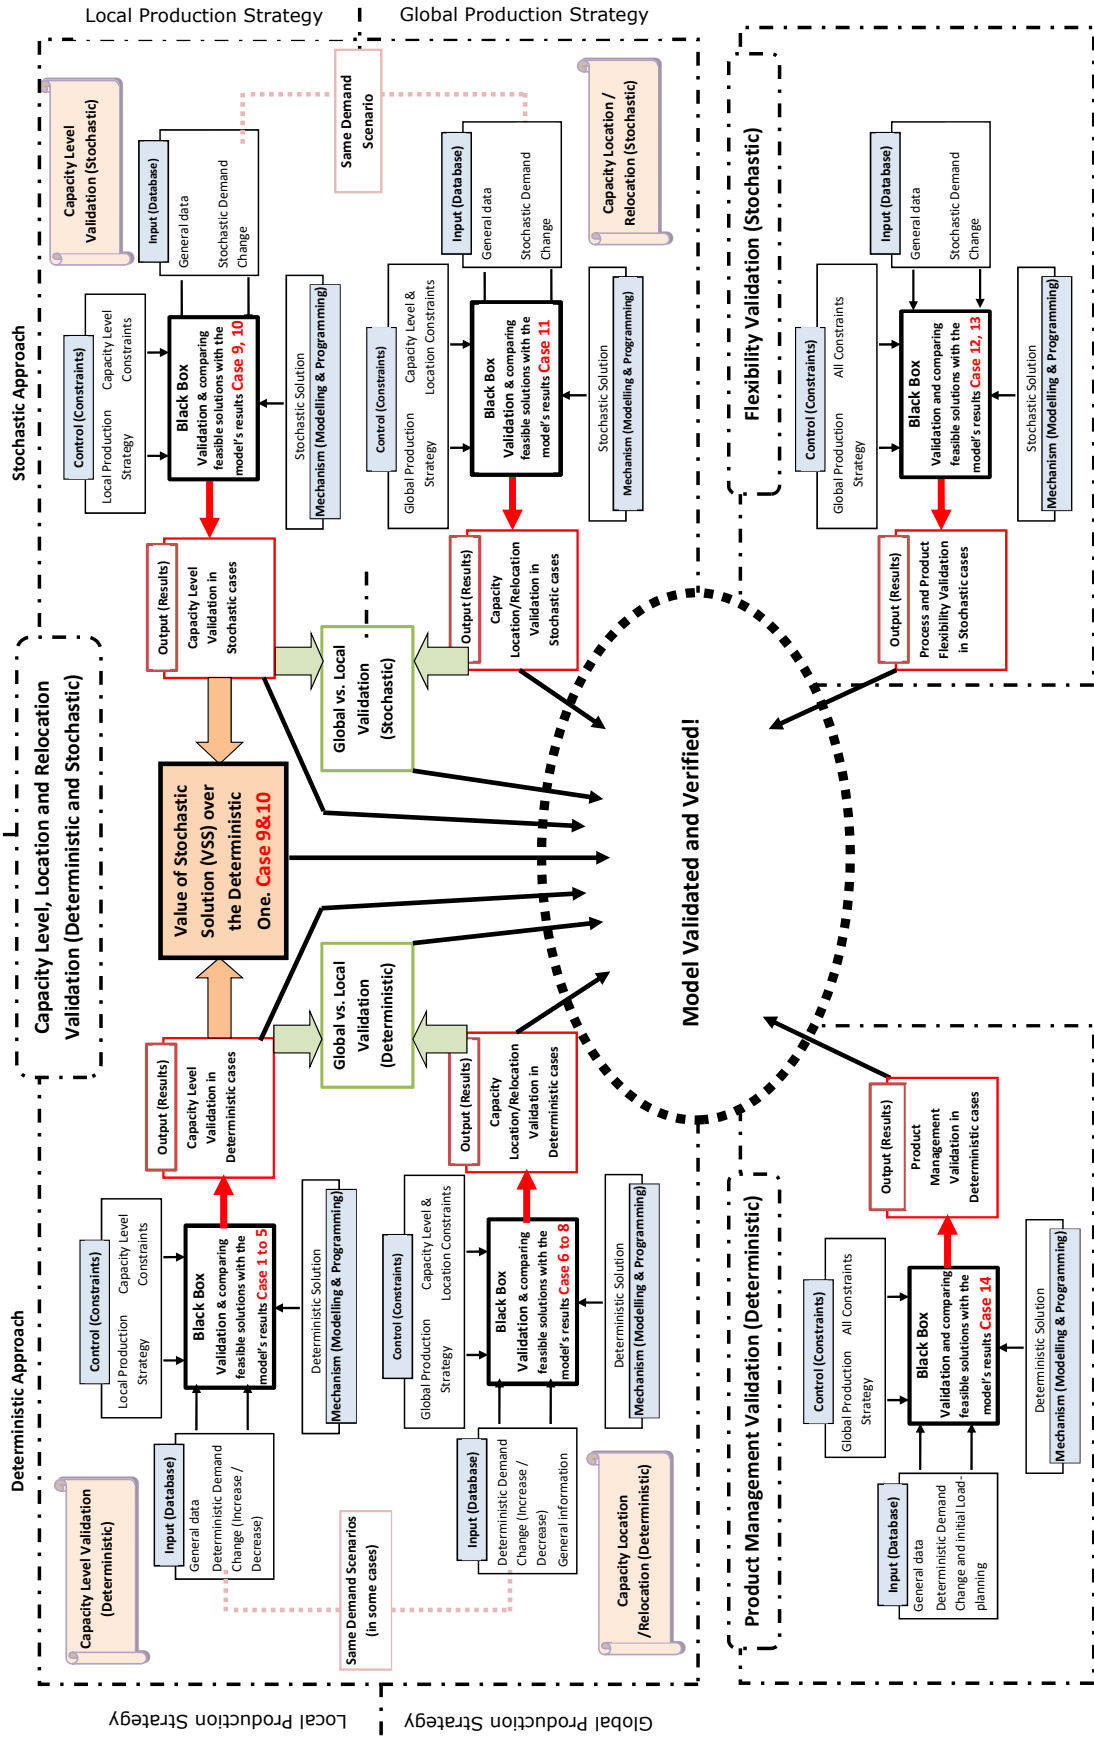 Capacity Level, Location and Relocation
Validation (Deterministic and Stochastic)
Deterministic Approach
Stochastic Approach
Local Production Strategy
Global Production Strategy
Local Production Strategy
Global Production Strategy
Capacity Level Validation
(Deterministic)
Input (Database)
General data
Deterministic Demand
Change (Increase /
Decrease)
Control (Constraints)
Local Production
Strategy
Capacity Level
Constraints
Black Box
Validation & comparing
feasible solutions with the
model's results Case 1 to 5
Deterministic Solution
Mechanism (Modelling & Programming)
Output (Results)
Capacity Level
Validation in
Deterministic cases
Value of Stochastic
Solution (VSS) over
the Deterministic
One. Case 9&10
Output (Results)
Capacity Level
Validation in
Stochastic cases
Control (Constraints)
Local Production
Strategy
Capacity Level
Constraints
Black Box
Validation & comparing
feasible solutions with the
model's results Case 9, 10
Stochastic Solution
Mechanism (Modelling & Programming)
Input (Database)
General data
Stochastic Demand
Change
Capacity Level
Validation (Stochastic)
Same Demand Scenarios
(in some cases)
Global vs. Local
Validation
(Deterministic)
Global vs. Local
Validation
(Stochastic)
Same Demand
Scenario
Input (Database)
Deterministic Demand
Change (Increase /
Decrease)
General information
Control (Constraints)
Global Production
Strategy
Capacity Level &
Location Constraints
Black Box
Validation & comparing
feasible solutions with the
model's results Case 6 to 8
Deterministic Solution
Mechanism (Modelling & Programming)
Output (Results)
Capacity
Location/Relocation
Validation in
Deterministic cases
Capacity Location
/Relocation (Deterministic)
Output (Results)
Capacity
Location/Relocation
Validation in
Stochastic cases
Control (Constraints)
Global Production
Strategy
Capacity Level &
Location Constraints
Black Box
Validation & comparing
feasible solutions with the
model's results Case 11
Stochastic Solution
Mechanism (Modelling & Programming)
Input (Database)
General data
Stochastic Demand
Change
Capacity Location /
Relocation (Stochastic)
Model Validated and Verified!
Product Management Validation (Deterministic)
Input (Database)
General data
Deterministic Demand
Change and initial Load-
planning
Control (Constraints)
Global Production
Strategy
All Constraints
Black Box
Validation and comparing
feasible solutions with the
model's results Case 14
Deterministic Solution
Mechanism (Modelling & Programming)
Output (Results)
Product
Management
Validation in
Deterministic cases
Flexibility Validation (Stochastic)
Output (Results)
Process and Product
Flexibility Validation
in Stochastic cases
Control (Constraints)
Global Production
Strategy
All Constraints
Black Box
Validation and comparing
feasible solutions with the
model's results Case 12, 13
Stochastic Solution
Mechanism (Modelling & Programming)
Input (Database)
General data
Stochastic Demand
Change